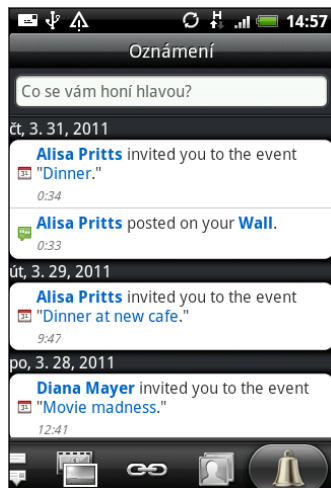 14:57
Oznámení
Co se vám honí hlavou?
čt, 3. 31, 2011
Alisa Pritts invited you to the event
"Dinner."
0:34
Alisa Pritts posted on your Wall.
0:33
út, 3. 29, 2011
Alisa Pritts invited you to the event
"Dinner at new cafe."
9:47
po, 3. 28, 2011
Diana Mayer invited you to the event
"Movie madness."
12:41